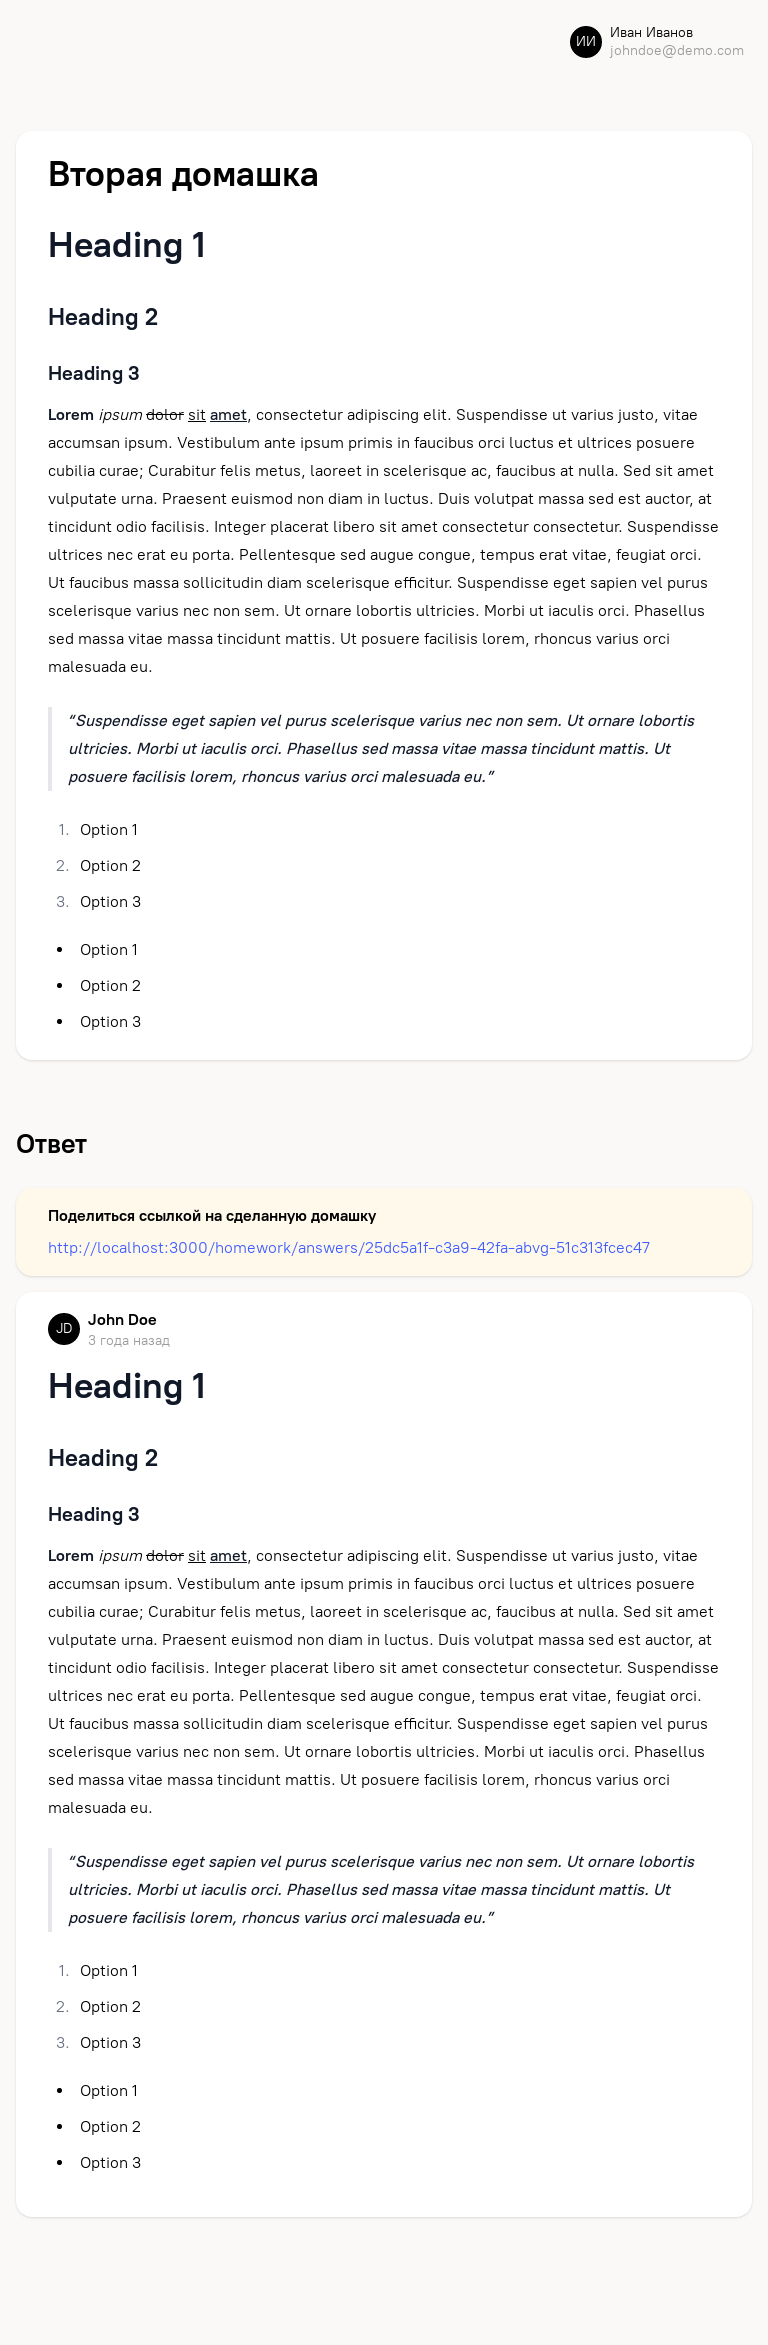 ИИ
Иван Иванов
johndoe@demo.com
Вторая домашка
Heading 1
Heading 2
Heading 3
Lorem ipsum dolor sit amet, consectetur adipiscing elit. Suspendisse ut varius justo, vitae
accumsan ipsum. Vestibulum ante ipsum primis in faucibus orci luctus et ultrices posuere
cubilia curae; Curabitur felis metus, laoreet in scelerisque ac, faucibus at nulla. Sed sit amet
vulputate urna. Praesent euismod non diam in luctus. Duis volutpat massa sed est auctor, at
tincidunt odio facilisis. Integer placerat libero sit amet consectetur consectetur. Suspendisse
ultrices nec erat eu porta. Pellentesque sed augue congue, tempus erat vitae, feugiat orci.
Ut faucibus massa sollicitudin diam scelerisque efficitur. Suspendisse eget sapien vel purus
scelerisque varius nec non sem. Ut ornare lobortis ultricies. Morbi ut iaculis orci. Phasellus
sed massa vitae massa tincidunt mattis. Ut posuere facilisis lorem, rhoncus varius orci
malesuada eu.
“Suspendisse eget sapien vel purus scelerisque varius nec non sem. Ut ornare lobortis
ultricies. Morbi ut iaculis orci. Phasellus sed massa vitae massa tincidunt mattis. Ut
posuere facilisis lorem, rhoncus varius orci malesuada eu.”
1. Option 1
2. Option 2
3. Option 3
• Option 1
• Option 2
• Option 3
Ответ
Поделиться ссылкой на сделанную домашку
http://localhost:3000/homework/answers/25dc5a1f-c3a9-42fa-abvg-51c313fcec47
JD
John Doe
3 года назад
Heading 1
Heading 2
Heading 3
Lorem ipsum dolor sit amet, consectetur adipiscing elit. Suspendisse ut varius justo, vitae
accumsan ipsum. Vestibulum ante ipsum primis in faucibus orci luctus et ultrices posuere
cubilia curae; Curabitur felis metus, laoreet in scelerisque ac, faucibus at nulla. Sed sit amet
vulputate urna. Praesent euismod non diam in luctus. Duis volutpat massa sed est auctor, at
tincidunt odio facilisis. Integer placerat libero sit amet consectetur consectetur. Suspendisse
ultrices nec erat eu porta. Pellentesque sed augue congue, tempus erat vitae, feugiat orci.
Ut faucibus massa sollicitudin diam scelerisque efficitur. Suspendisse eget sapien vel purus
scelerisque varius nec non sem. Ut ornare lobortis ultricies. Morbi ut iaculis orci. Phasellus
sed massa vitae massa tincidunt mattis. Ut posuere facilisis lorem, rhoncus varius orci
malesuada eu.
“Suspendisse eget sapien vel purus scelerisque varius nec non sem. Ut ornare lobortis
ultricies. Morbi ut iaculis orci. Phasellus sed massa vitae massa tincidunt mattis. Ut
posuere facilisis lorem, rhoncus varius orci malesuada eu.”
1. Option 1
2. Option 2
3. Option 3
• Option 1
• Option 2
• Option 3